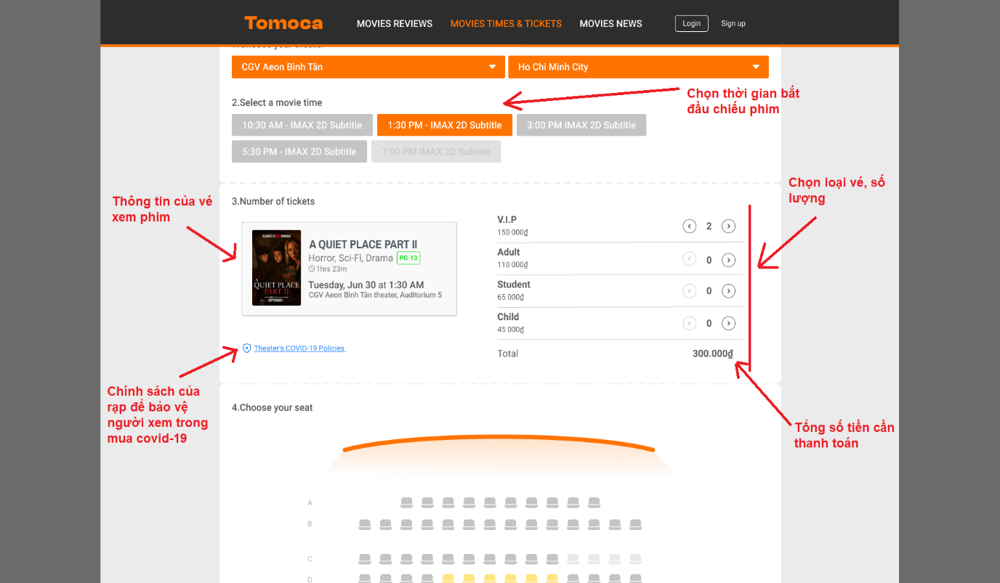 Tomoca
MOVIES REVIEWS
MOVIES TIMES & TICKETS
MOVIES NEWS
Login
Sign up
CGV Aeon Bình Tân
Ho Chi Minh City
2.Select a movie time
Chọn thời gian bắt
đầu chiếu phim
10:30 AM - IMAX 2D Subtitle
1:30 PM - IMAX 2D Subtitle
3:00 PM IMAX 2D Subtitle
5:30 PM - IMAX 2D Subtitle
7:00 PM IMAX 2D Subtitle
Thông tin của vé
xem phim
3.Number of tickets
Chọn loại vé, số
lượng
SILENCE IS NOT ENOUGH
A
QUIET PLACE
PART II
A QUIET PLACE PART II
Horror, Sci-Fi, Drama PG-13
1hrs 23m
Tuesday, Jun 30 at 1:30 AM
CGV Aeon Bình Tân theater, Auditorium 5
V.I.P
150 000₫
2
Adult
110 000₫
0
Student
65 000₫
0
Child
45 000₫
0
Total
300.000₫
Theater's COVID-19 Policies
Chính sách của
rạp để bảo vệ
người xem trong
mua covid-19
Tổng số tiền cần
thanh toán
4.Choose your seat
A
B
C
D